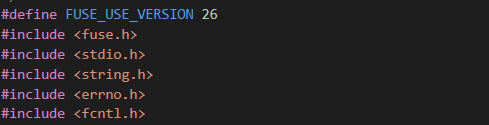 #define FUSE_USE_VERSION 26
#include <fuse.h>
#include <stdio.h>
#include <string.h>
#include <errno.h>
#include <fcntl.h>